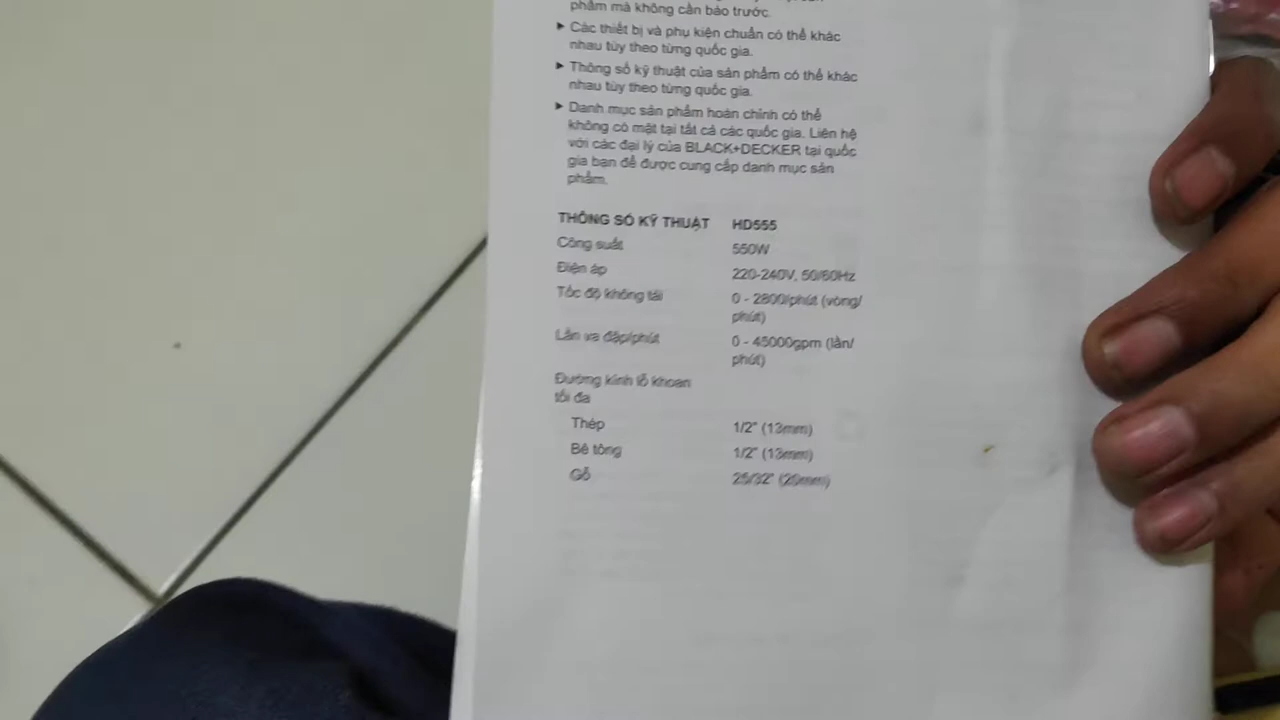 phẩm mà không cần báo trước.
► Các thiết bị và phụ kiện chuẩn có thể khác
nhau tùy theo từng quốc gia.
► Thông số kỹ thuật của sản phẩm có thể khác
nhau tùy theo từng quốc gia.
► Danh mục sản phẩm hoàn chỉnh có thể
không có mặt tại tất cả các quốc gia. Liên hệ
với các đại lý của BLACK+DECKER tại quốc
gia bạn để được cung cấp danh mục sản
phẩm.
THÔNG SỐ KỸ THUẬT HD555
Công suất 550W
Điện áp 220-240V, 50/60Hz
Tốc độ không tải 0 - 2800/phút (vòng/
phút)
Lần va đập/phút 0 - 45000gpm (lần/
phút)
Đường kính lỗ khoan
tối đa
Thép 1/2" (13mm)
Bê tông 1/2" (13mm)
Gỗ 25/32" (20mm)